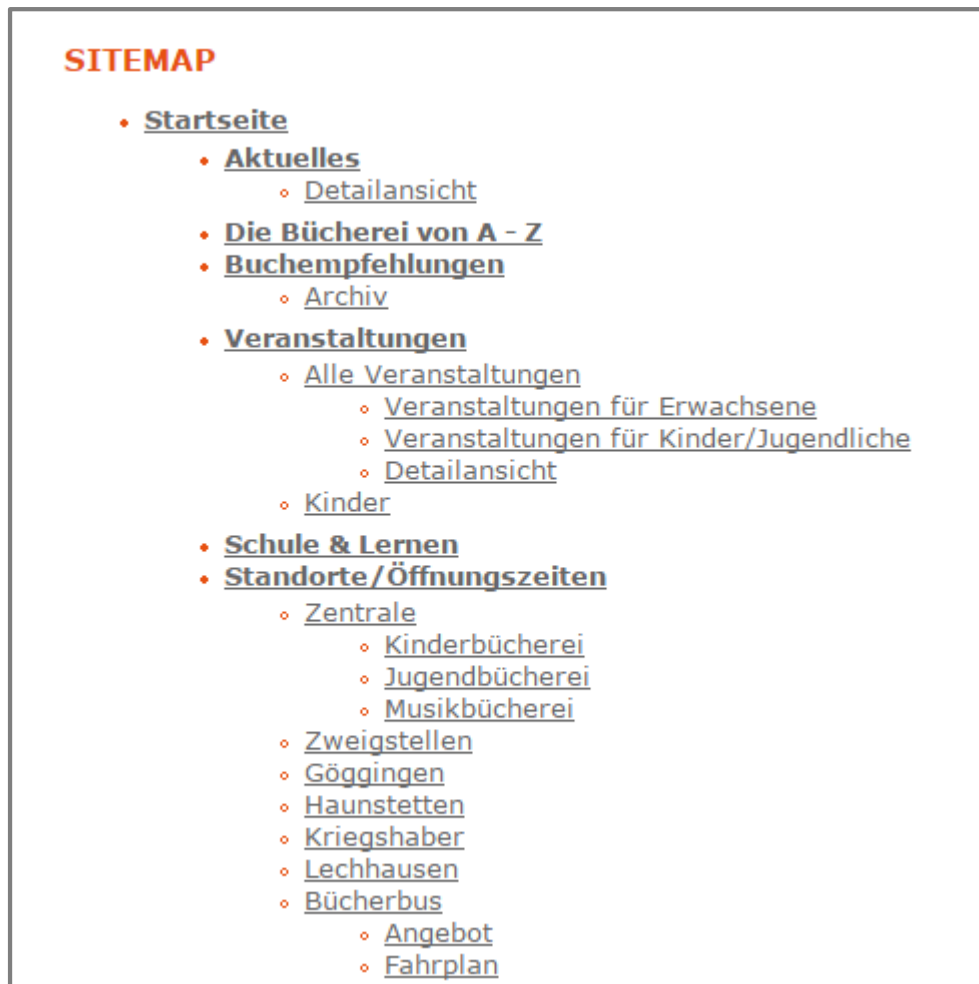 SITEMAP
Startseite
Aktuelles
Detailansicht
Die Bücherei von A - Z
Buchempfehlungen
Archiv
Veranstaltungen
Alle Veranstaltungen
Veranstaltungen für Erwachsene
Veranstaltungen für Kinder/Jugendliche
Detailansicht
Kinder
Schule & Lernen
Standorte/Öffnungszeiten
Zentrale
Kinderbücherei
Jugendbücherei
Musikbücherei
Zweigstellen
Göggingen
Haunstetten
Kriegshaber
Lechhausen
Bücherbus
Angebot
Fahrplan